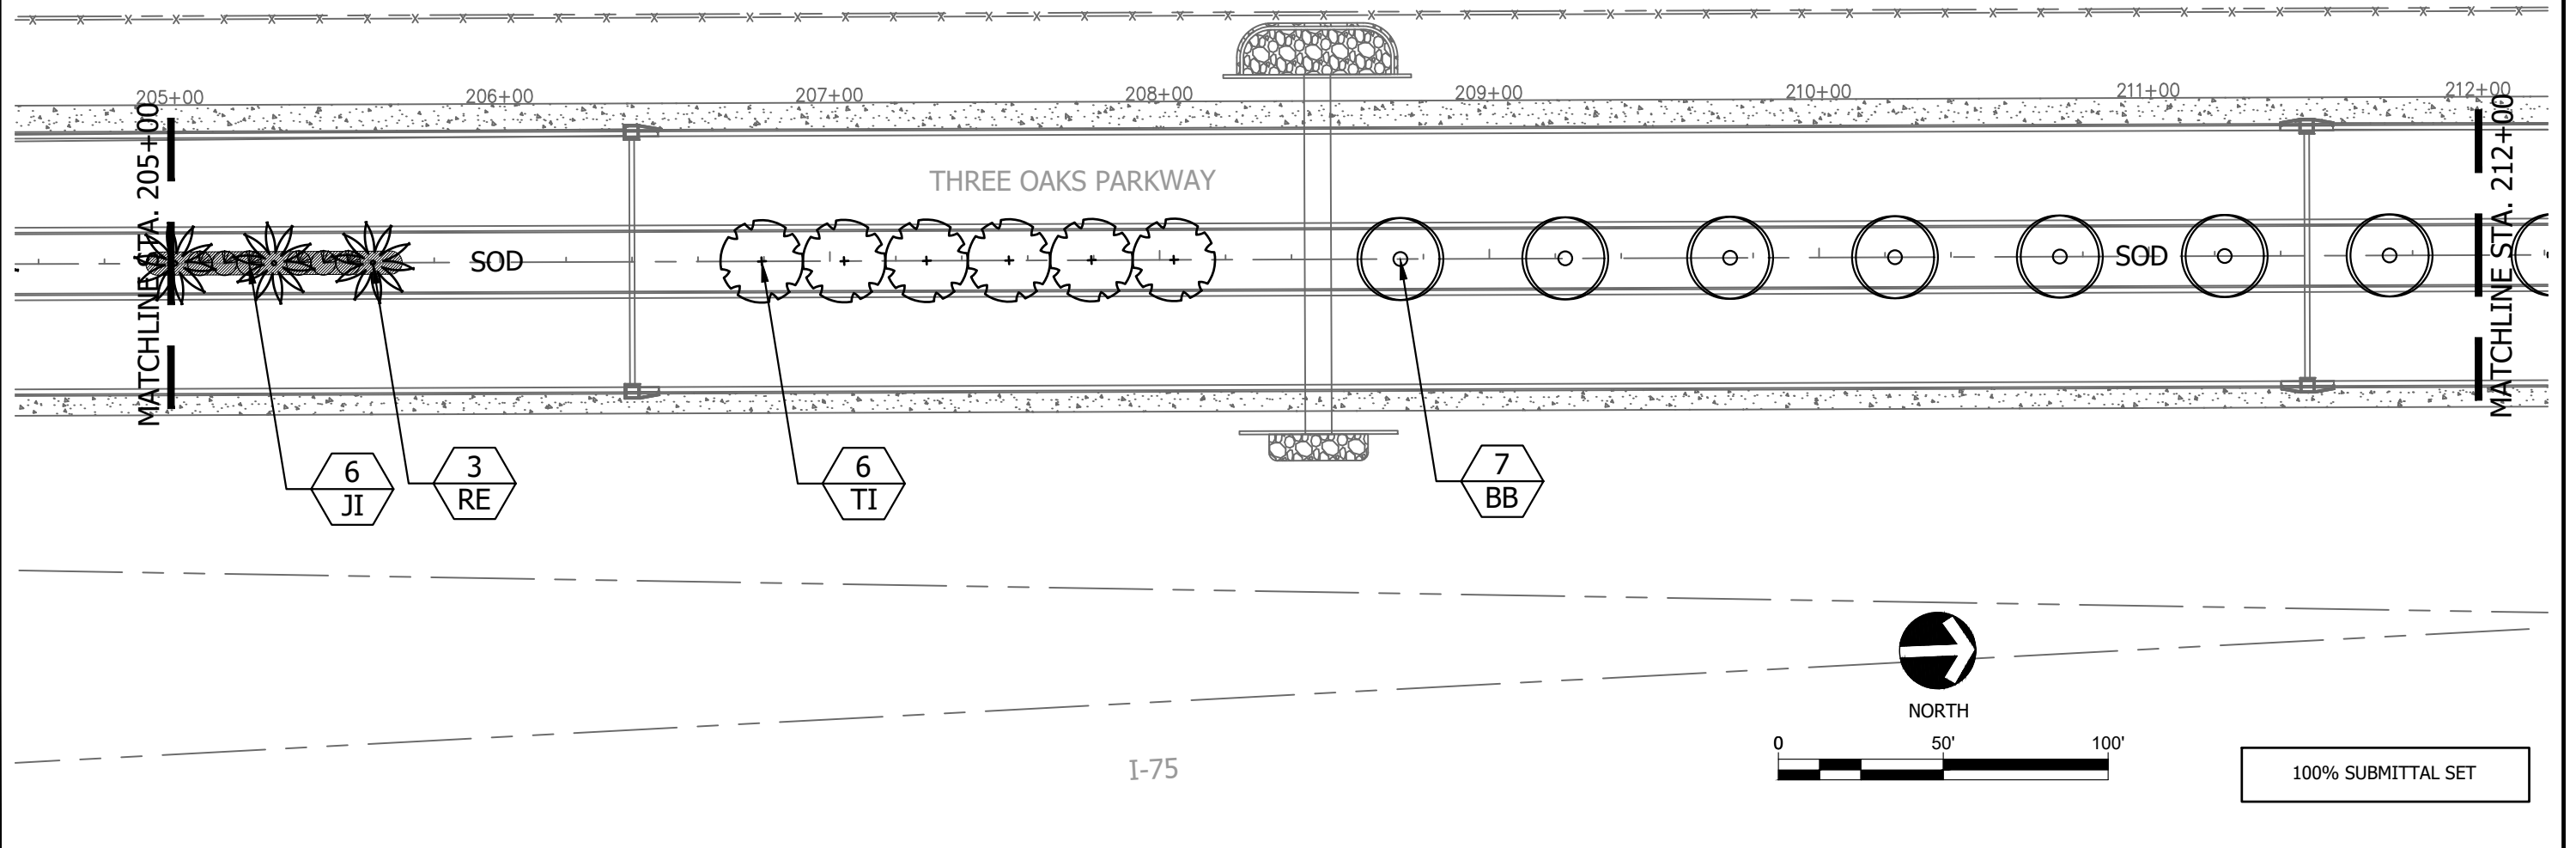 205+00
206+00
207+00
208+00
209+00
210+00
211+00
212+00
MATCHLINE STA. 205+00
THREE OAKS PARKWAY
MATCHLINE STA. 212+00
SOD
SOD
6
JI
3
RE
6
TI
7
BB
NORTH
0 50' 100'
I-75
100% SUBMITTAL SET